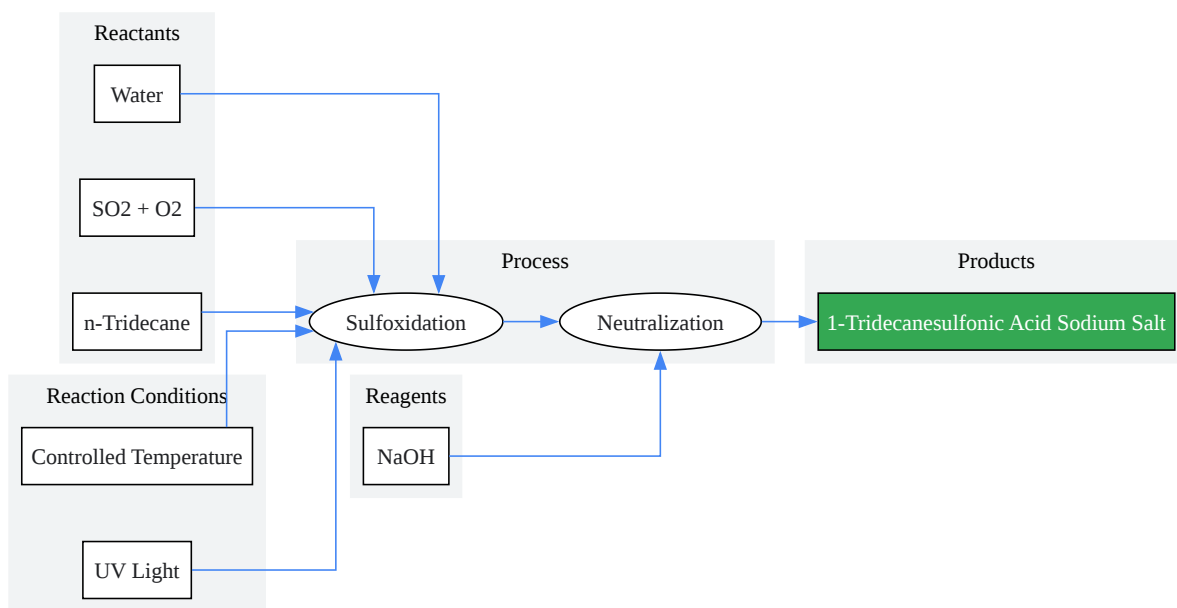 Reactants
Water
SO2 + O2
n-Tridecane
Process
Sulfoxidation
Neutralization
Products
1-Tridecanesulfonic Acid Sodium Salt
Reaction Conditions
Controlled Temperature
UV Light
Reagents
NaOH